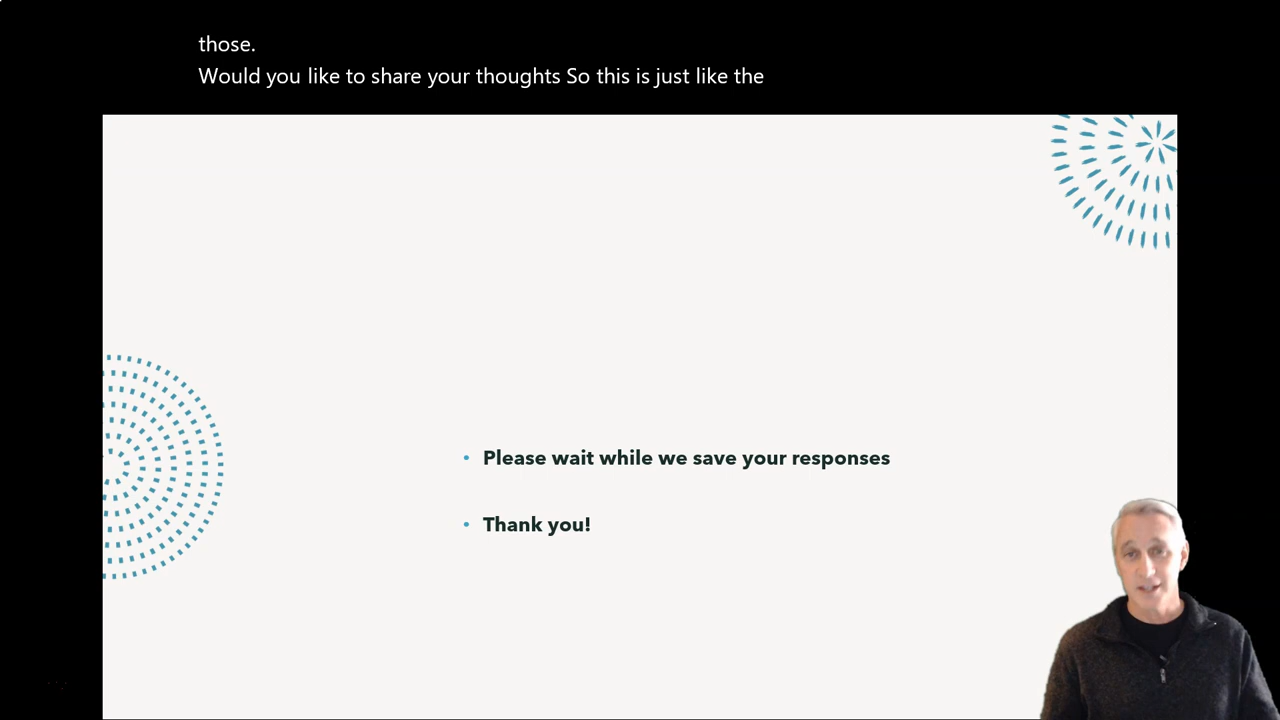 those.
Would you like to share your thoughts So this is just like the
• Please wait while we save your responses
• Thank you!